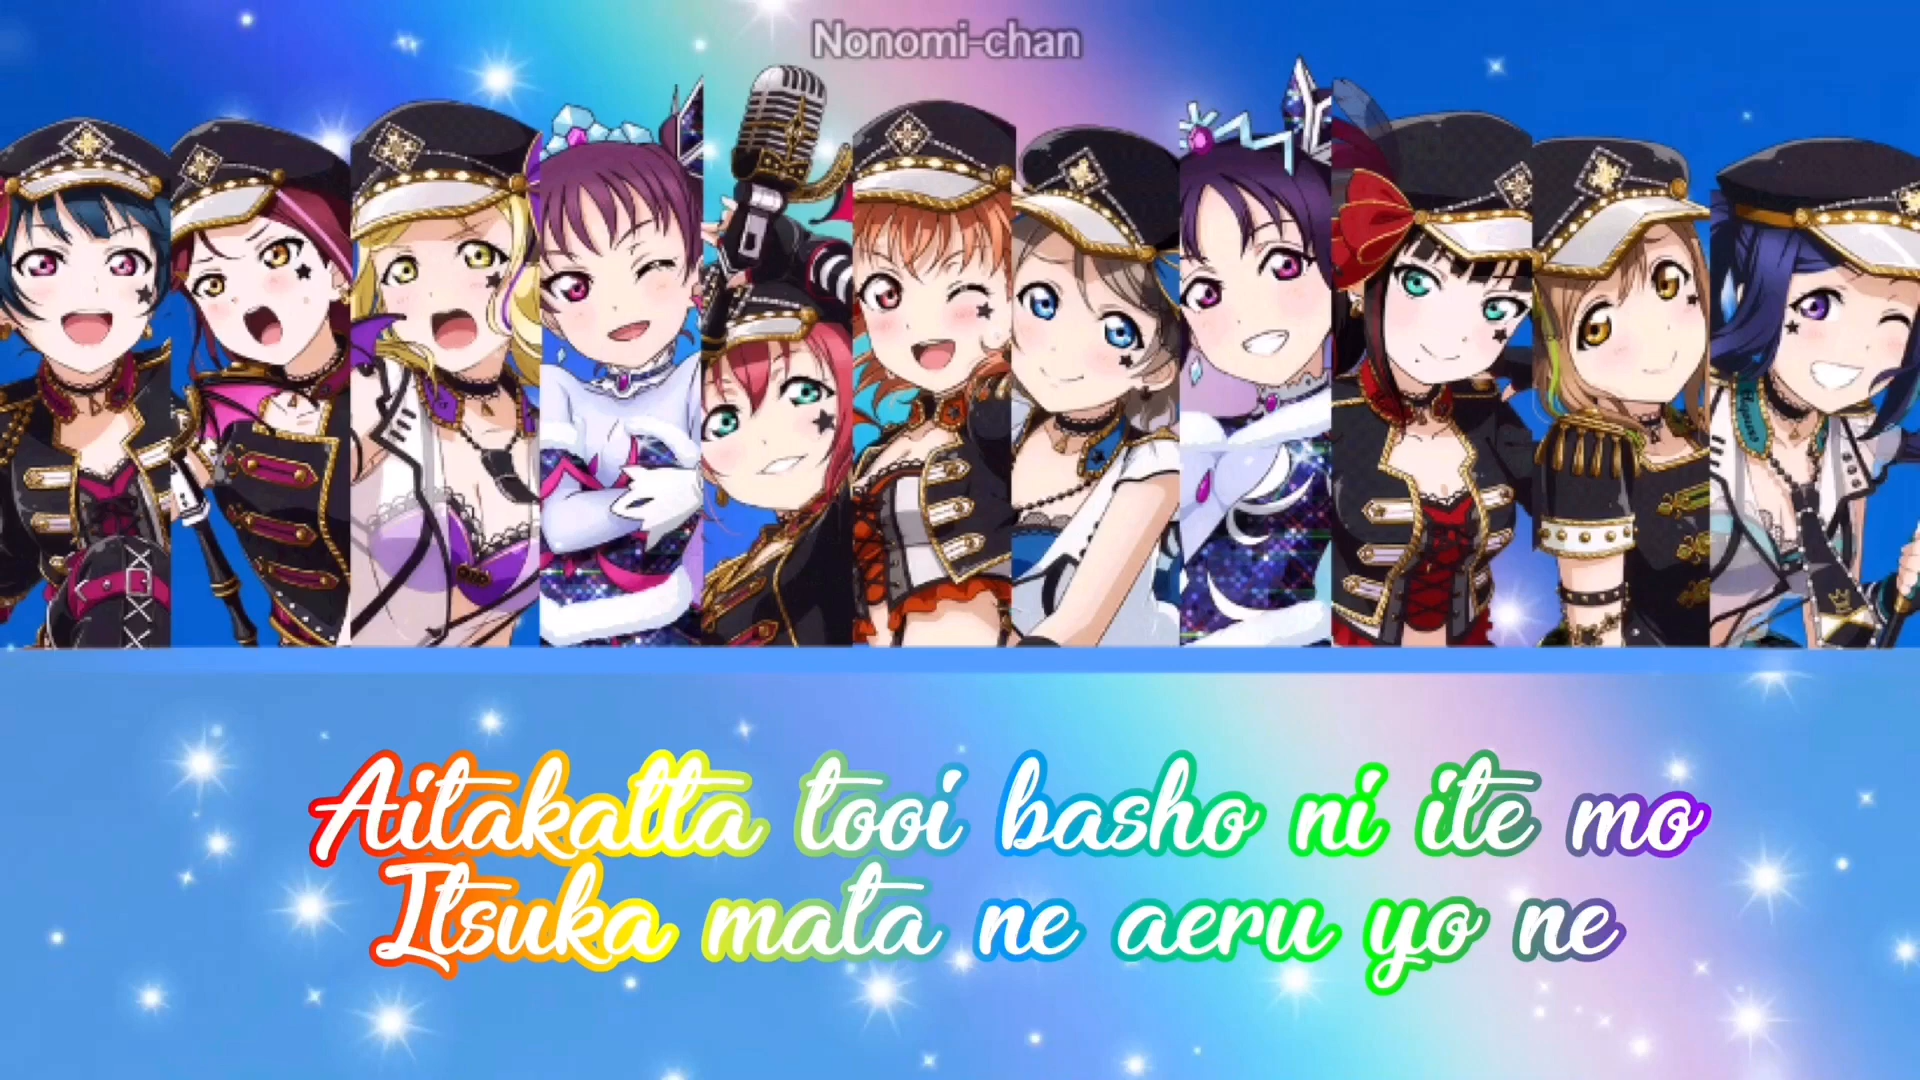 Nonomi-chan
Aitakatta tooi basho ni ite mo
Itsuka mata ne aeru yo ne